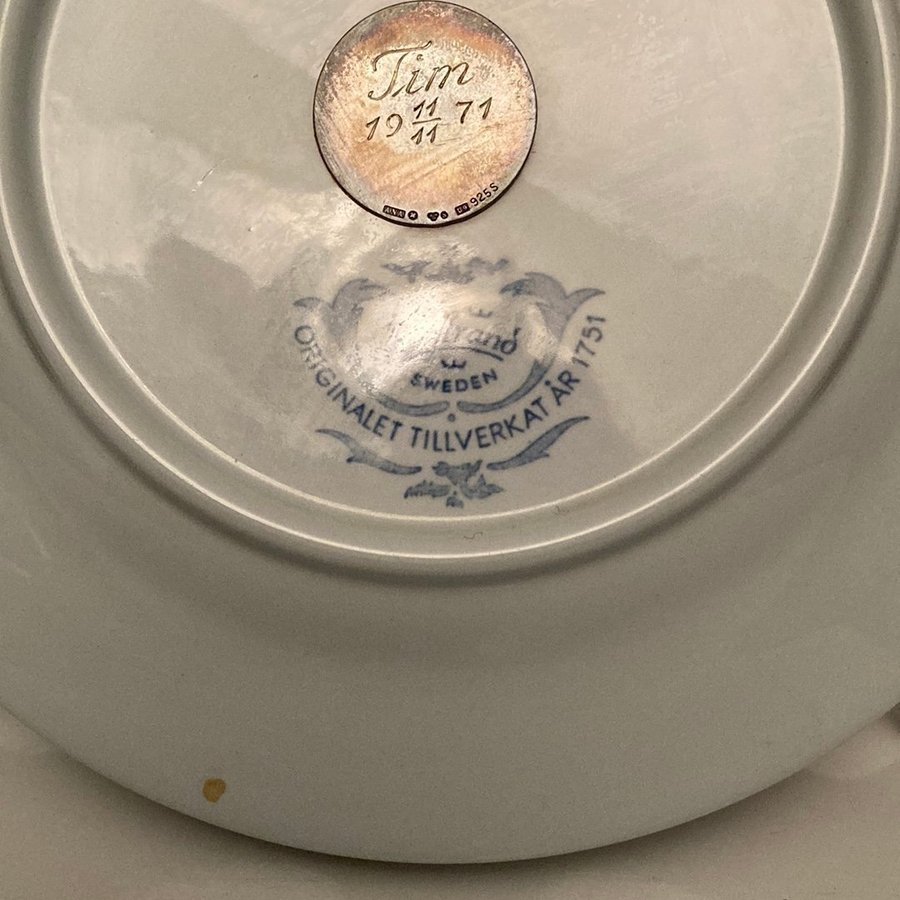 Tim
19 11/11 71
925S
SWEDEN
ORIGINALET TILLVERKAT ÅR 1751